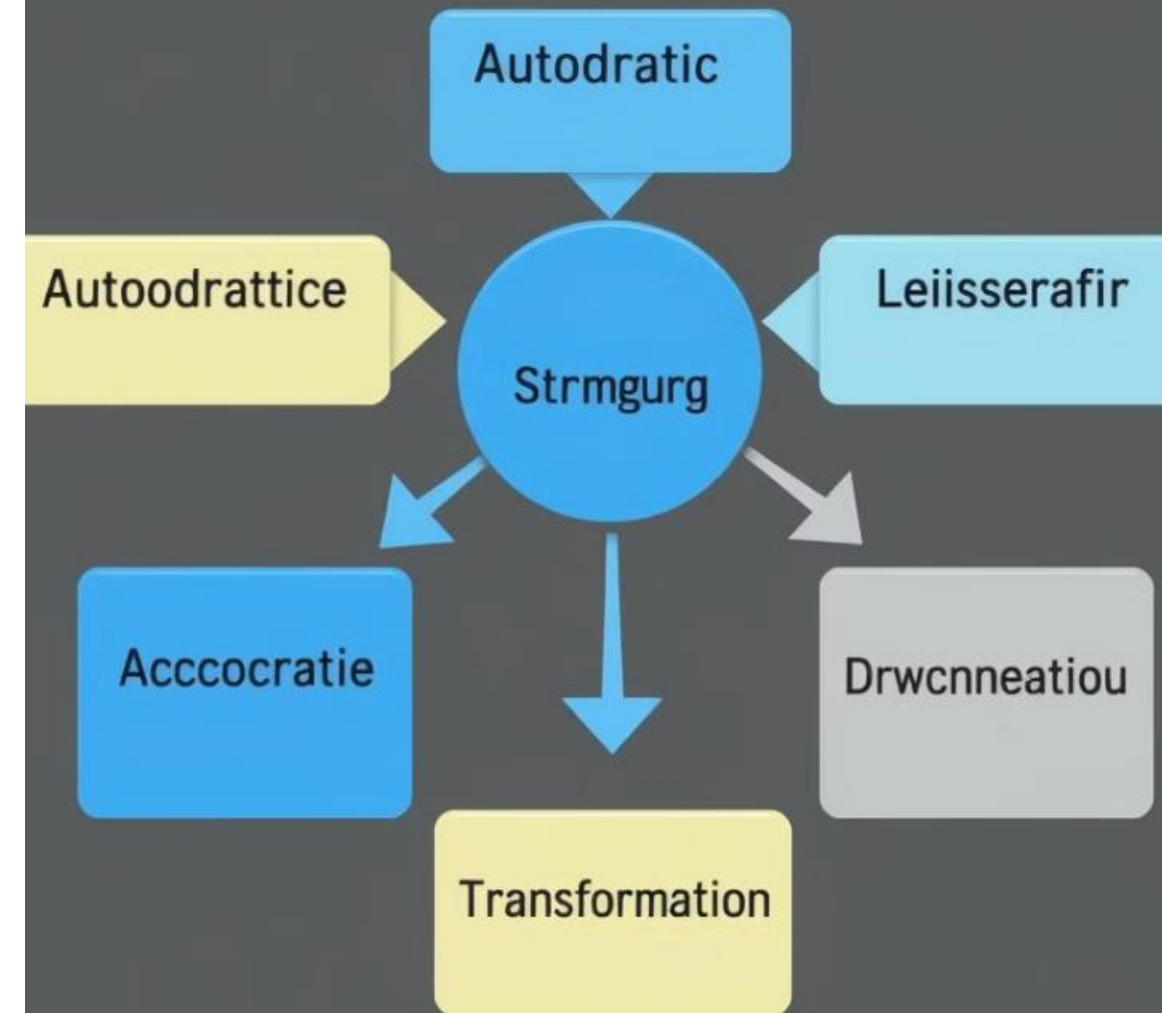 Autodratic
Autoodrattice
Leiisserafir
Strmgurg
Acccocratie
Drwcnneatiou
Transformation